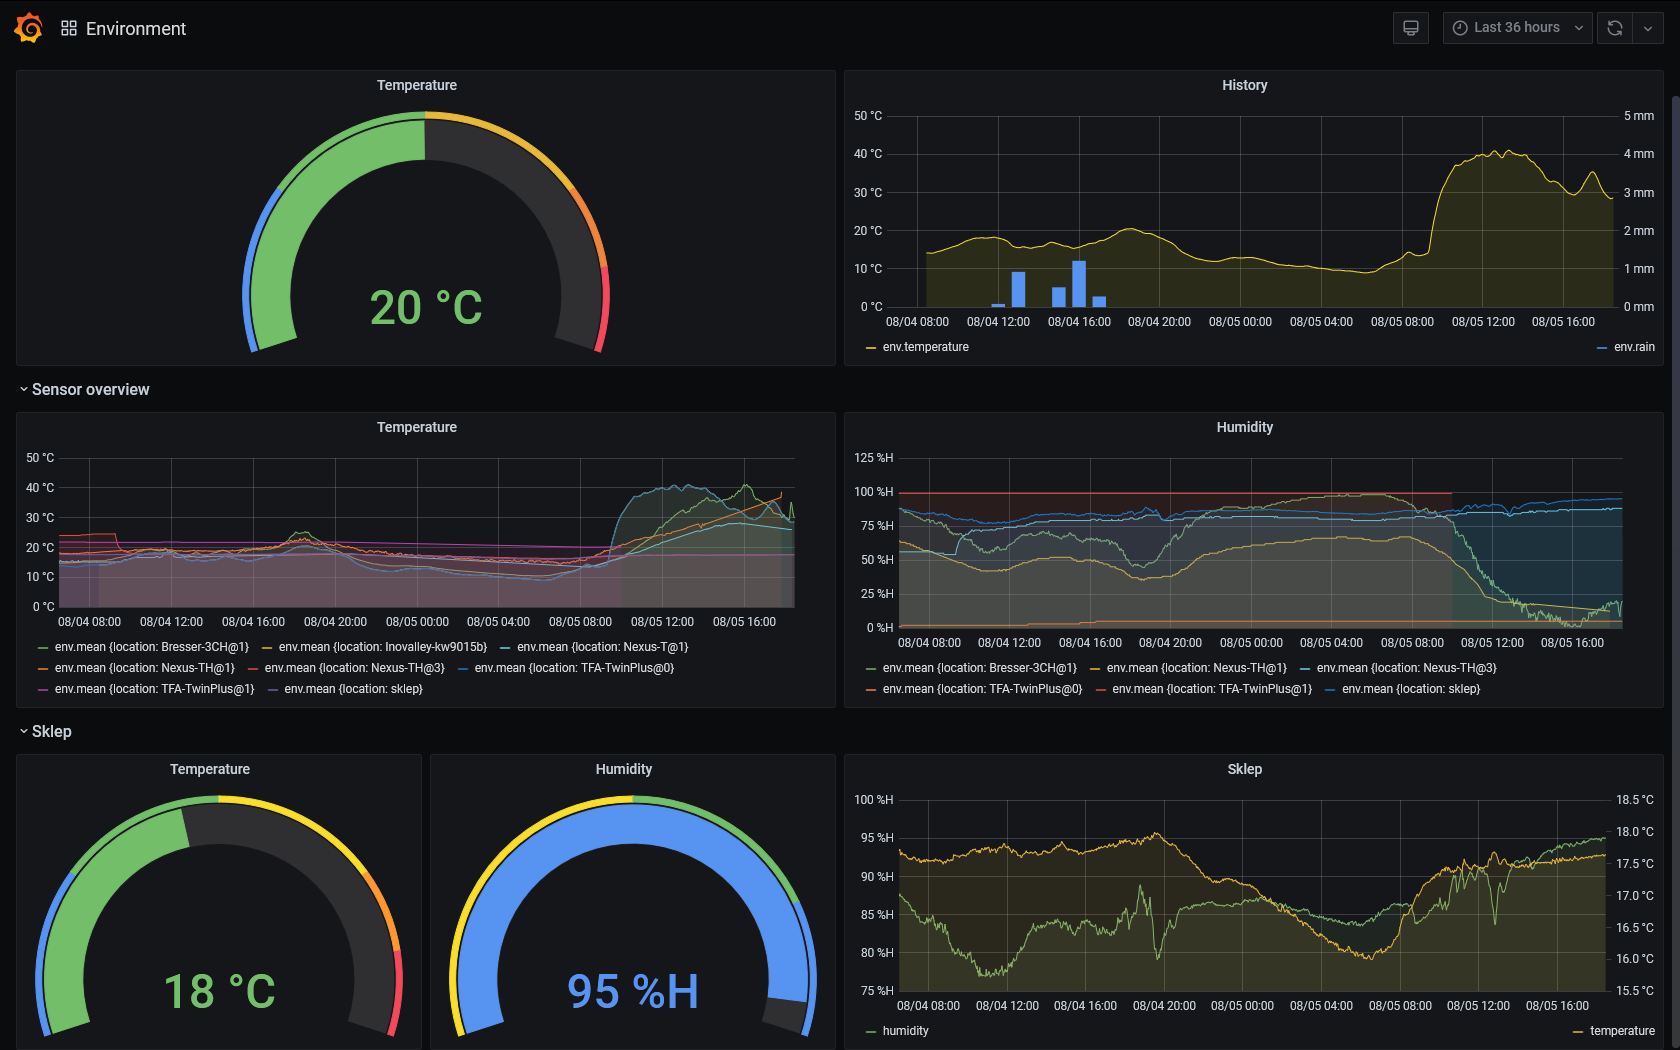 Environment
Last 36 hours
Temperature
20 °C
History
50 °C
40 °C
30 °C
20 °C
10 °C
0 °C
5 mm
4 mm
3 mm
2 mm
1 mm
0 mm
08/04 08:00 08/04 12:00 08/04 16:00 08/04 20:00 08/05 00:00 08/05 04:00 08/05 08:00 08/05 12:00 08/05 16:00
env.temperature env.rain
Sensor overview
Temperature
50 °C
40 °C
30 °C
20 °C
10 °C
0 °C
08/04 08:00 08/04 12:00 08/04 16:00 08/04 20:00 08/05 00:00 08/05 04:00 08/05 08:00 08/05 12:00 08/05 16:00
env.mean {location: Bresser-3CH@1} env.mean {location: Inovalley-kw9015b} env.mean {location: Nexus-T@1}
env.mean {location: Nexus-TH@1} env.mean {location: Nexus-TH@3} env.mean {location: TFA-TwinPlus@0}
env.mean {location: TFA-TwinPlus@1} env.mean {location: sklep}
Humidity
125 %H
100 %H
75 %H
50 %H
25 %H
0 %H
08/04 08:00 08/04 12:00 08/04 16:00 08/04 20:00 08/05 00:00 08/05 04:00 08/05 08:00 08/05 12:00 08/05 16:00
env.mean {location: Bresser-3CH@1} env.mean {location: Nexus-TH@1} env.mean {location: Nexus-TH@3}
env.mean {location: TFA-TwinPlus@0} env.mean {location: TFA-TwinPlus@1} env.mean {location: sklep}
Sklep
Temperature
18 °C
Humidity
95 %H
Sklep
100 %H
95 %H
90 %H
85 %H
80 %H
75 %H
18.5 °C
18.0 °C
17.5 °C
17.0 °C
16.5 °C
16.0 °C
15.5 °C
08/04 08:00 08/04 12:00 08/04 16:00 08/04 20:00 08/05 00:00 08/05 04:00 08/05 08:00 08/05 12:00 08/05 16:00
humidity temperature